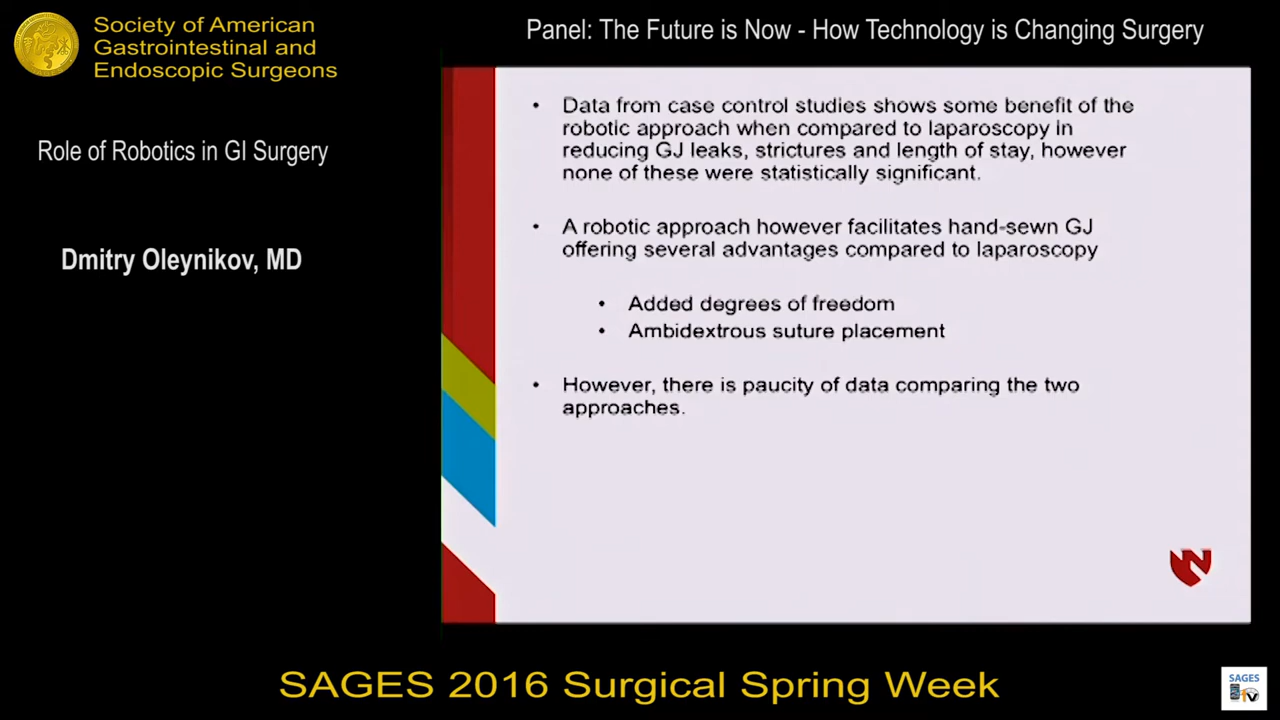 Society of American
Gastrointestinal and
Endoscopic Surgeons
Panel: The Future is Now - How Technology is Changing Surgery
Role of Robotics in GI Surgery
Dmitry Oleynikov, MD
• Data from case control studies shows some benefit of the
robotic approach when compared to laparoscopy in
reducing GJ leaks, strictures and length of stay, however
none of these were statistically significant.
• A robotic approach however facilitates hand-sewn GJ
offering several advantages compared to laparoscopy
• Added degrees of freedom
• Ambidextrous suture placement
• However, there is paucity of data comparing the two
approaches.
N
SAGES 2016 Surgical Spring Week
SAGES
TV